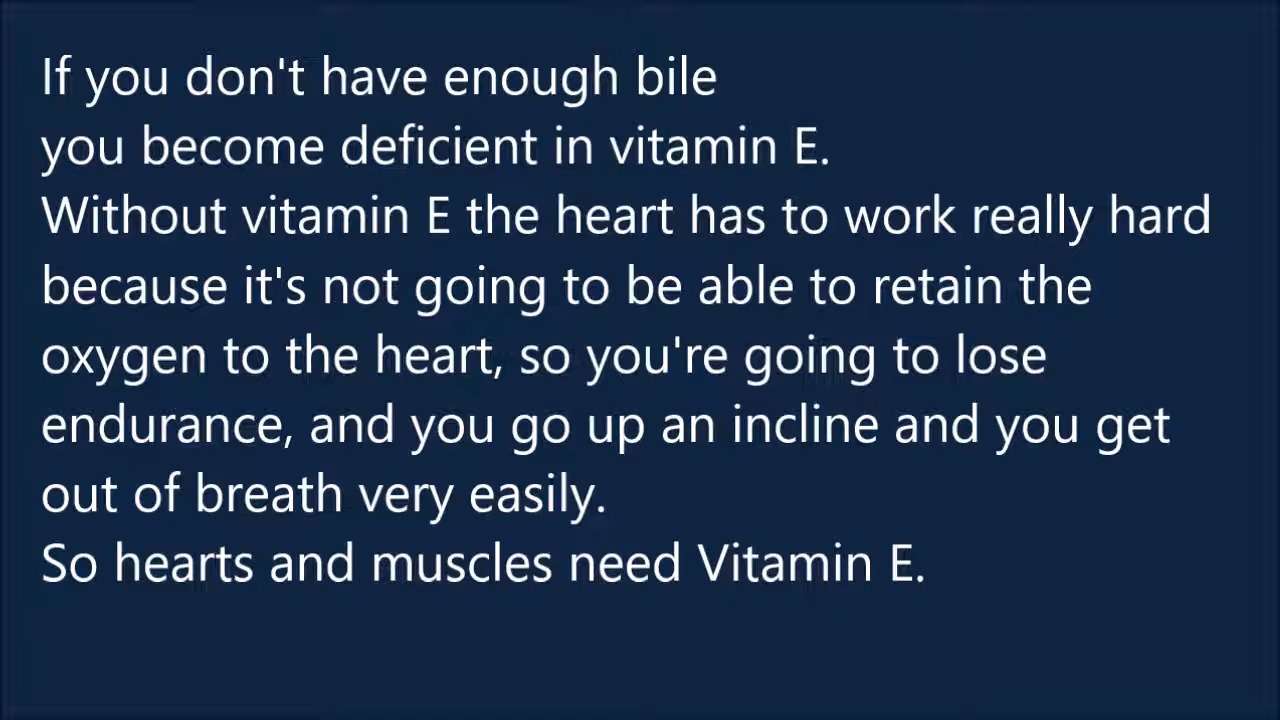 If you don't have enough bile
you become deficient in vitamin E.
Without vitamin E the heart has to work really hard
because it's not going to be able to retain the
oxygen to the heart, so you're going to lose
endurance, and you go up an incline and you get
out of breath very easily.
So hearts and muscles need Vitamin E.